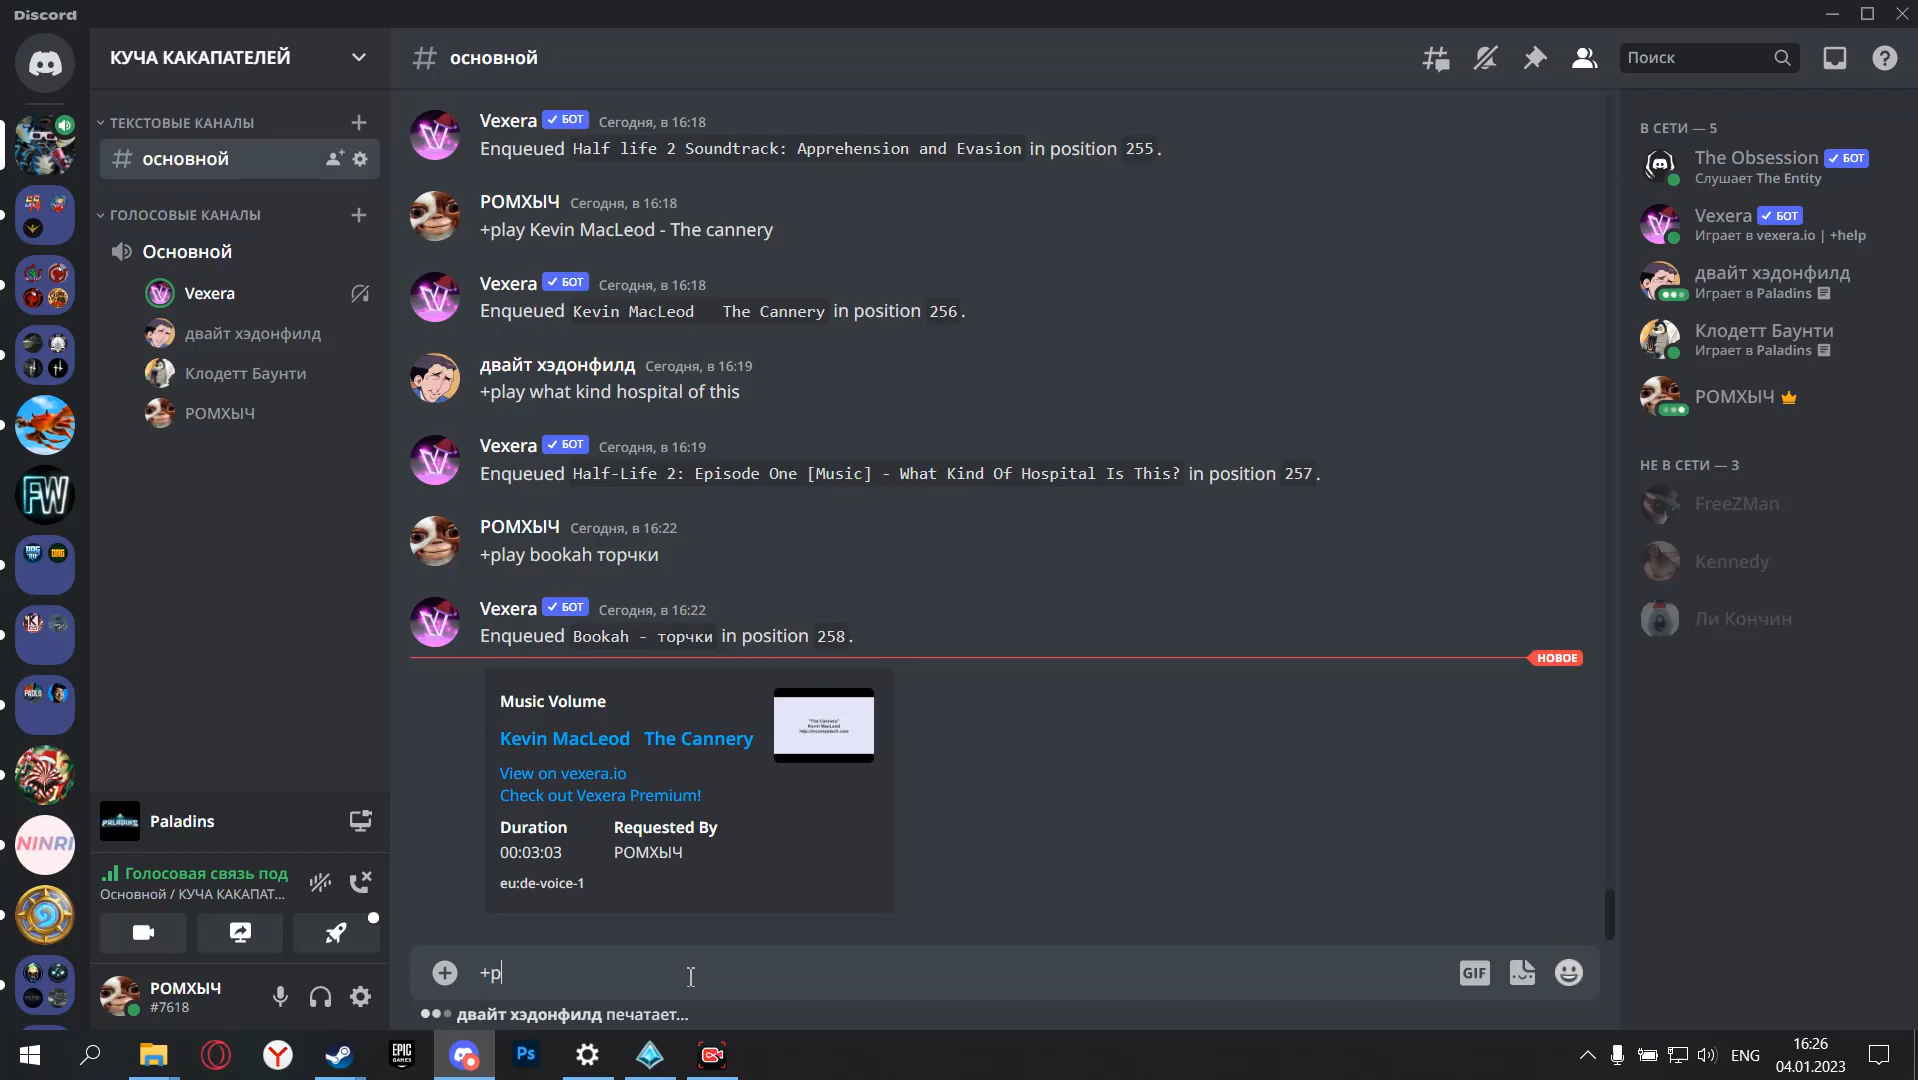 Discord
КУЧА КАКАПАТЕЛЕЙ
ТЕКСТОВЫЕ КАНАЛЫ
основной
ГОЛОСОВЫЕ КАНАЛЫ
Основной
Vexera
двайт хэдонфилд
Клодетт Баунти
РОМХЫЧ
FW
NINRI
PALADINS
Paladins
Голосовая связь под
Основной / КУЧА КАКАПАТ...
РОМХЫЧ
#7618
основной
Поиск
Vexera БОТ Сегодня, в 16:18
Enqueued Half life 2 Soundtrack: Apprehension and Evasion in position 255.
РОМХЫЧ Сегодня, в 16:18
+play Kevin MacLeod - The cannery
Vexera БОТ Сегодня, в 16:18
Enqueued Kevin MacLeod The Cannery in position 256.
двайт хэдонфилд Сегодня, в 16:19
+play what kind hospital of this
Vexera БОТ Сегодня, в 16:19
Enqueued Half-Life 2: Episode One [Music] - What Kind Of Hospital Is This? in position 257.
РОМХЫЧ Сегодня, в 16:22
+play bookah торчки
Vexera БОТ Сегодня, в 16:22
Enqueued Bookah - торчки in position 258.
НОВОЕ
Music Volume
Kevin MacLeod The Cannery
View on vexera.io
Check out Vexera Premium!
Duration Requested By
00:03:03 РОМХЫЧ
eu:de-voice-1
"The Cannery"
Kevin MacLeod
+p
GIF
двайт хэдонфилд печатает...
В СЕТИ — 5
The Obsession БОТ
Слушает The Entity
Vexera БОТ
Играет в vexera.io | +help
двайт хэдонфилд
Играет в Paladins
Клодетт Баунти
Играет в Paladins
РОМХЫЧ
НЕ В СЕТИ — 3
FreeZMan
Kennedy
Ли Кончин
EPIC
GAMES
Ps
ENG
16:26
04.01.2023